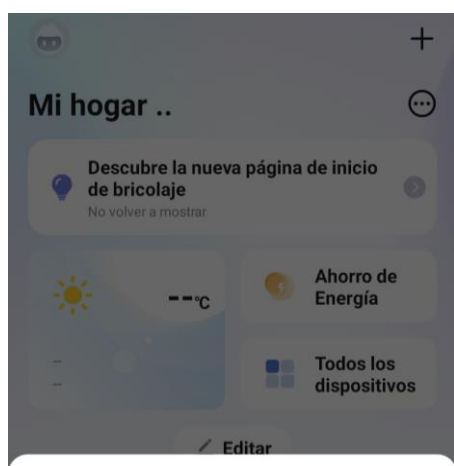 Mi hogar ..
Descubre la nueva página de inicio
de bricolaje
No volver a mostrar
--°C
Ahorro de
Energía
--
--
Todos los
dispositivos
Editar